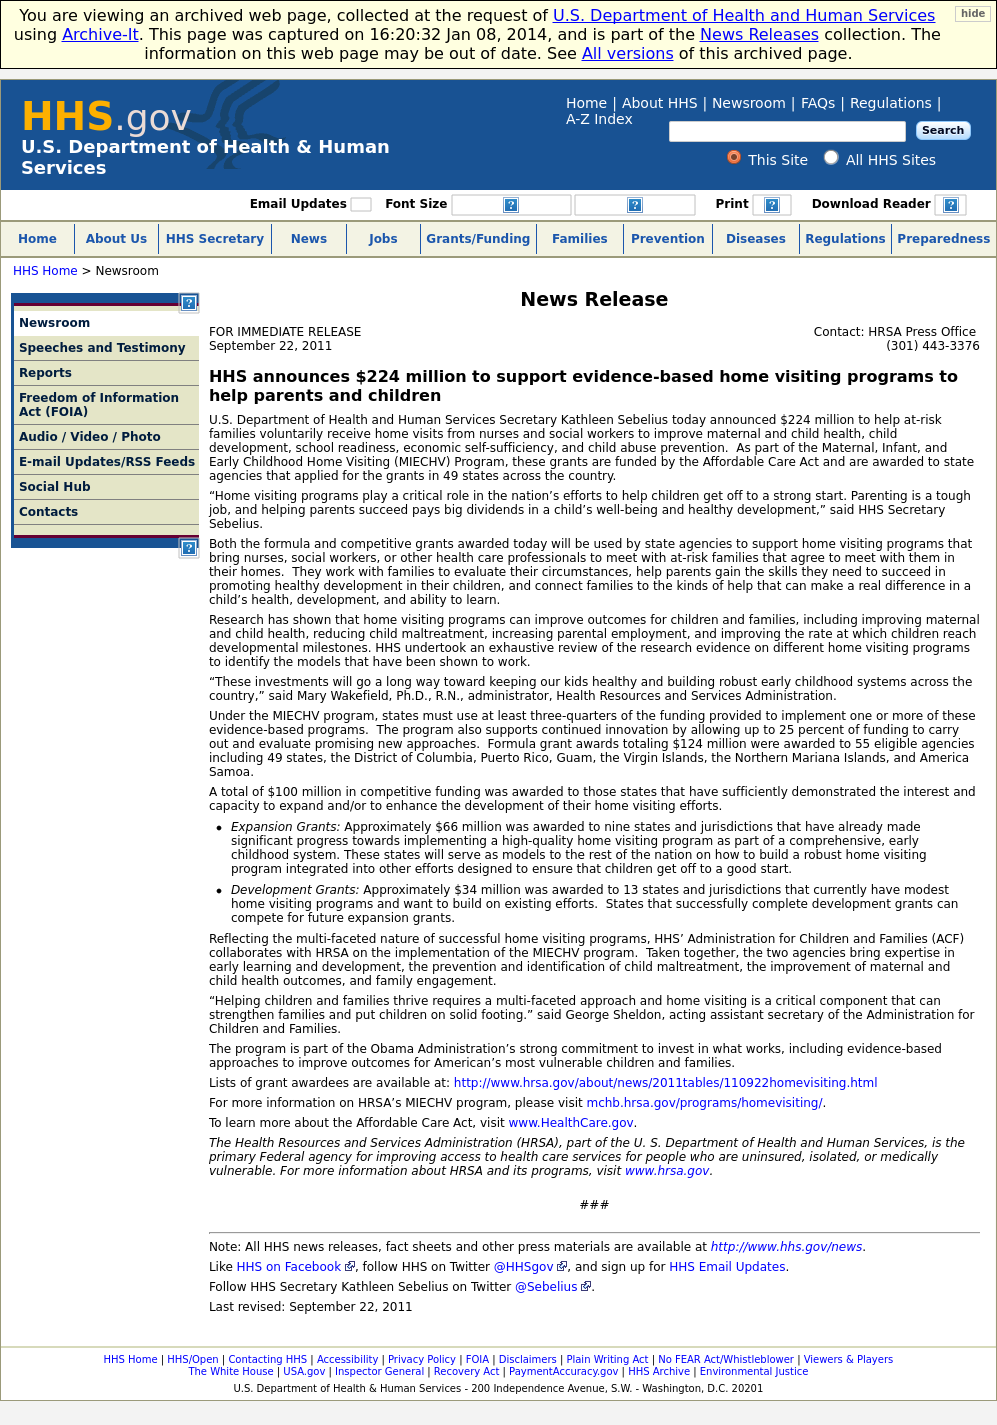 You are viewing an archived web page, collected at the request of U.S. Department of Health and Human Services
using Archive-It. This page was captured on 16:20:32 Jan 08, 2014, and is part of the News Releases collection. The
information on this web page may be out of date. See All versions of this archived page.
hide
HHS.gov
U.S. Department of Health & Human
Services
Home | About HHS | Newsroom | FAQs | Regulations |
A-Z Index
Search
This Site All HHS Sites
Email Updates Font Size Print Download Reader
Home About Us HHS Secretary News Jobs Grants/Funding Families Prevention Diseases Regulations Preparedness
HHS Home > Newsroom
Newsroom
Speeches and Testimony
Reports
Freedom of Information
Act (FOIA)
Audio / Video / Photo
E-mail Updates/RSS Feeds
Social Hub
Contacts
News Release
FOR IMMEDIATE RELEASE Contact: HRSA Press Office
September 22, 2011 (301) 443-3376
HHS announces $224 million to support evidence-based home visiting programs to
help parents and children
U.S. Department of Health and Human Services Secretary Kathleen Sebelius today announced $224 million to help at-risk
families voluntarily receive home visits from nurses and social workers to improve maternal and child health, child
development, school readiness, economic self-sufficiency, and child abuse prevention.  As part of the Maternal, Infant, and
Early Childhood Home Visiting (MIECHV) Program, these grants are funded by the Affordable Care Act and are awarded to state
agencies that applied for the grants in 49 states across the country.
“Home visiting programs play a critical role in the nation’s efforts to help children get off to a strong start. Parenting is a tough
job, and helping parents succeed pays big dividends in a child’s well-being and healthy development,” said HHS Secretary
Sebelius.
Both the formula and competitive grants awarded today will be used by state agencies to support home visiting programs that
bring nurses, social workers, or other health care professionals to meet with at-risk families that agree to meet with them in
their homes.  They work with families to evaluate their circumstances, help parents gain the skills they need to succeed in
promoting healthy development in their children, and connect families to the kinds of help that can make a real difference in a
child’s health, development, and ability to learn.
Research has shown that home visiting programs can improve outcomes for children and families, including improving maternal
and child health, reducing child maltreatment, increasing parental employment, and improving the rate at which children reach
developmental milestones. HHS undertook an exhaustive review of the research evidence on different home visiting programs
to identify the models that have been shown to work.
“These investments will go a long way toward keeping our kids healthy and building robust early childhood systems across the
country,” said Mary Wakefield, Ph.D., R.N., administrator, Health Resources and Services Administration.
Under the MIECHV program, states must use at least three-quarters of the funding provided to implement one or more of these
evidence-based programs.  The program also supports continued innovation by allowing up to 25 percent of funding to carry
out and evaluate promising new approaches.  Formula grant awards totaling $124 million were awarded to 55 eligible agencies
including 49 states, the District of Columbia, Puerto Rico, Guam, the Virgin Islands, the Northern Mariana Islands, and America
Samoa.
A total of $100 million in competitive funding was awarded to those states that have sufficiently demonstrated the interest and
capacity to expand and/or to enhance the development of their home visiting efforts.
• Expansion Grants: Approximately $66 million was awarded to nine states and jurisdictions that have already made
significant progress towards implementing a high-quality home visiting program as part of a comprehensive, early
childhood system. These states will serve as models to the rest of the nation on how to build a robust home visiting
program integrated into other efforts designed to ensure that children get off to a good start.
• Development Grants: Approximately $34 million was awarded to 13 states and jurisdictions that currently have modest
home visiting programs and want to build on existing efforts.  States that successfully complete development grants can
compete for future expansion grants.
Reflecting the multi-faceted nature of successful home visiting programs, HHS’ Administration for Children and Families (ACF)
collaborates with HRSA on the implementation of the MIECHV program.  Taken together, the two agencies bring expertise in
early learning and development, the prevention and identification of child maltreatment, the improvement of maternal and
child health outcomes, and family engagement.
“Helping children and families thrive requires a multi-faceted approach and home visiting is a critical component that can
strengthen families and put children on solid footing.” said George Sheldon, acting assistant secretary of the Administration for
Children and Families.
The program is part of the Obama Administration’s strong commitment to invest in what works, including evidence-based
approaches to improve outcomes for American’s most vulnerable children and families.
Lists of grant awardees are available at: http://www.hrsa.gov/about/news/2011tables/110922homevisiting.html
For more information on HRSA’s MIECHV program, please visit mchb.hrsa.gov/programs/homevisiting/.
To learn more about the Affordable Care Act, visit www.HealthCare.gov.
The Health Resources and Services Administration (HRSA), part of the U. S. Department of Health and Human Services, is the
primary Federal agency for improving access to health care services for people who are uninsured, isolated, or medically
vulnerable. For more information about HRSA and its programs, visit www.hrsa.gov.
###
Note: All HHS news releases, fact sheets and other press materials are available at http://www.hhs.gov/news.
Like HHS on Facebook, follow HHS on Twitter @HHSgov, and sign up for HHS Email Updates.
Follow HHS Secretary Kathleen Sebelius on Twitter @Sebelius.
Last revised: September 22, 2011
HHS Home | HHS/Open | Contacting HHS | Accessibility | Privacy Policy | FOIA | Disclaimers | Plain Writing Act | No FEAR Act/Whistleblower | Viewers & Players
The White House | USA.gov | Inspector General | Recovery Act | PaymentAccuracy.gov | HHS Archive | Environmental Justice
U.S. Department of Health & Human Services - 200 Independence Avenue, S.W. - Washington, D.C. 20201